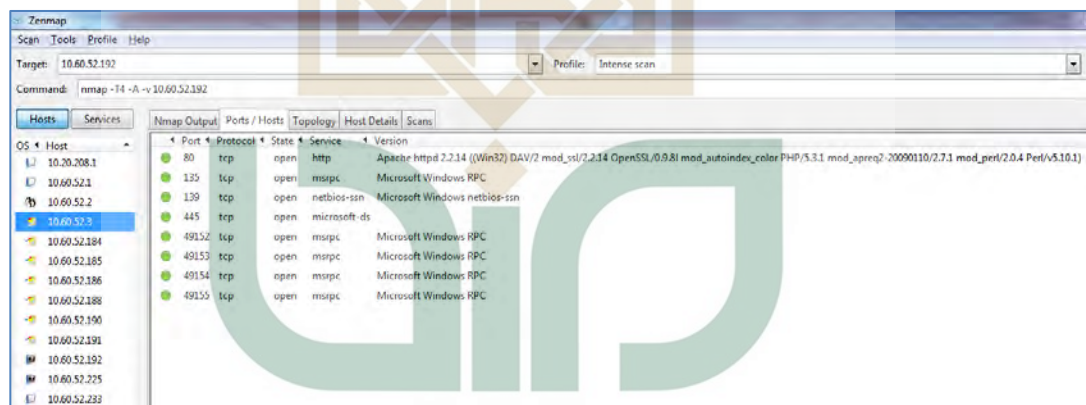 Zenmap
Scan Tools Profile Help
Target: 10.60.52.192 Profile: Intense scan
Command: nmap -T4 -A -v 10.60.52.192
Hosts Services Nmap Output Ports / Hosts Topology Host Details Scans
OS Host
Port Protocol State Service Version
10.20.208.1
10.60.52.1
10.60.52.2
10.60.52.3
10.60.52.184
10.60.52.185
10.60.52.186
10.60.52.188
10.60.52.190
10.60.52.191
10.60.52.192
10.60.52.225
10.60.52.233
80 tcp open http Apache httpd 2.2.14 ((Win32) DAV/2 mod_ssl/2.2.14 OpenSSL/0.9.8l mod_autoindex_color PHP/5.3.1 mod_apreq2-20090110/2.7.1 mod_perl/2.0.4 Perl/v5.10.1)
135 tcp open msrpc Microsoft Windows RPC
139 tcp open netbios-ssn Microsoft Windows netbios-ssn
445 tcp open microsoft-ds
49152 tcp open msrpc Microsoft Windows RPC
49153 tcp open msrpc Microsoft Windows RPC
49154 tcp open msrpc Microsoft Windows RPC
49155 tcp open msrpc Microsoft Windows RPC